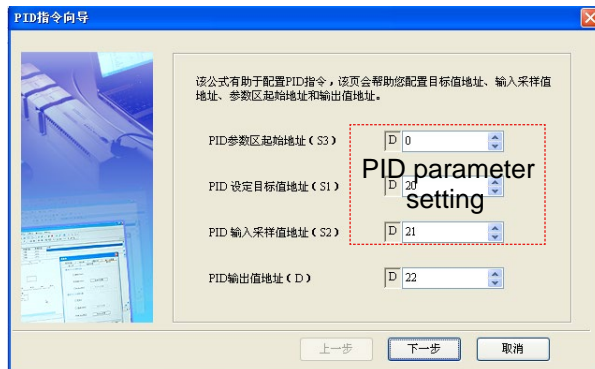 PID指令向导
该公式有助于配置PID指令，该页会帮助您配置目标值地址、输入采样值
地址、参数区起始地址和输出值地址。
PID参数区起始地址（S3） D 0
PID 设定目标值地址（S1） D 20
PID 输入采样值地址（S2） D 21
PID输出值地址（D） D 22
PID parameter
setting
上一步 下一步 取消